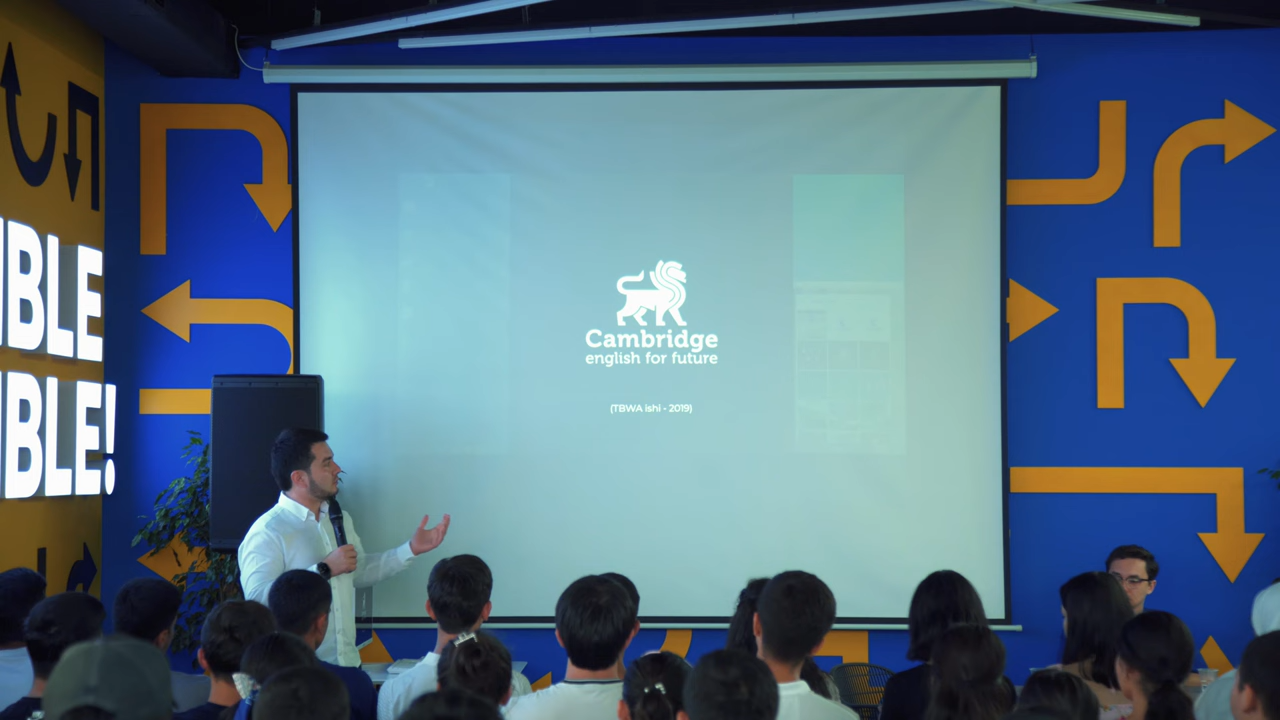 IBLE
IBLE!
Cambridge
english for future
(TBWA ishi - 2019)